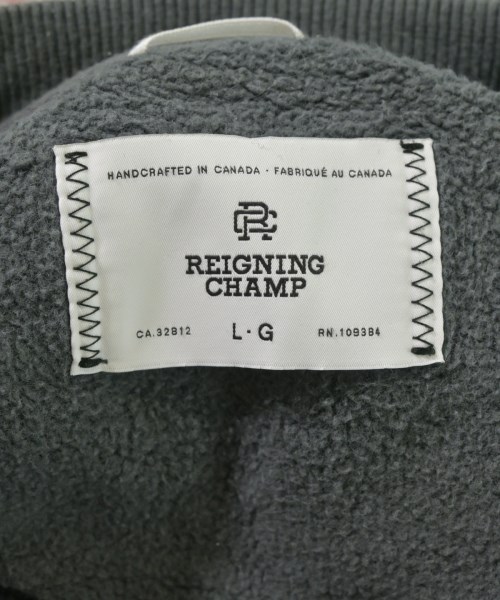 HANDCRAFTED IN CANADA · FABRIQUÉ AU CANADA
RC
REIGNING
CHAMP
CA.32812 L·G RN.109384